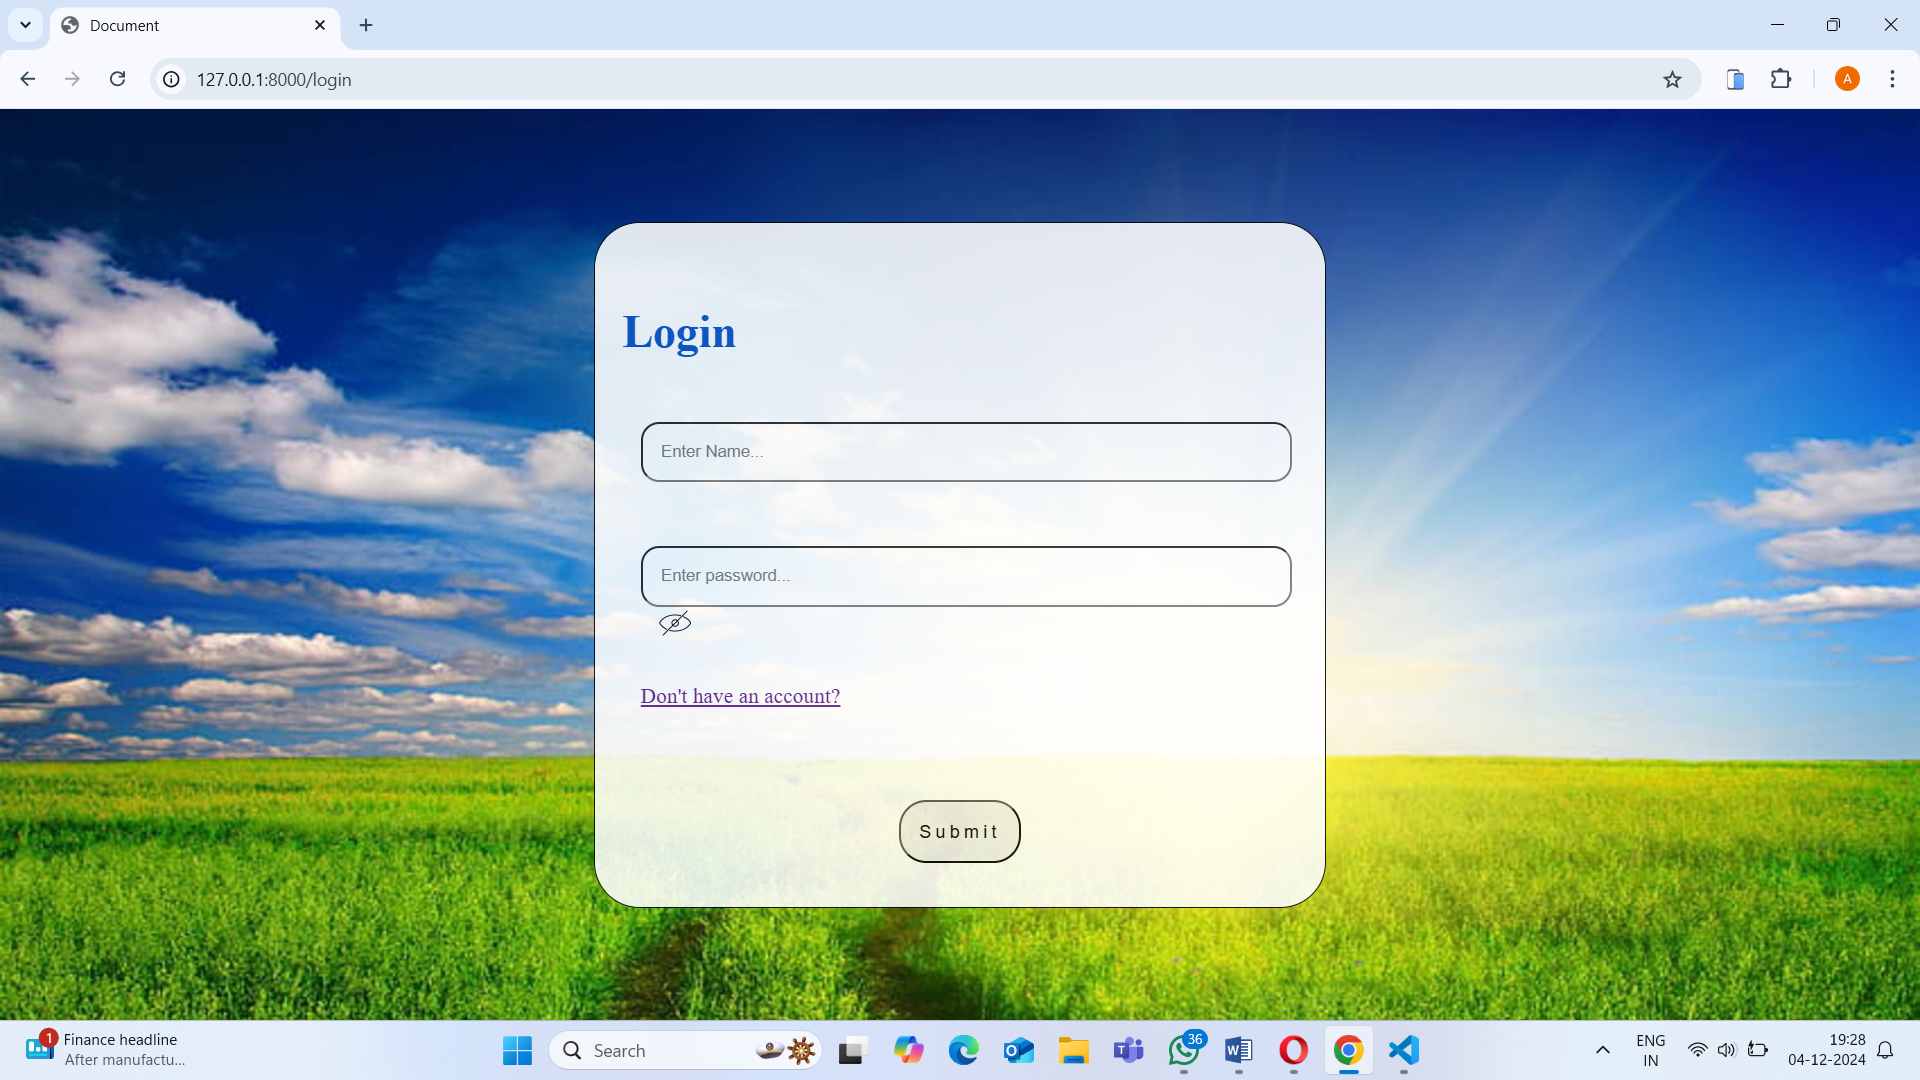 Document
127.0.0.1:8000/login
A
Login
Enter Name...
Enter password...
Don't have an account?
Submit
1
Finance headline
After manufactu...
Search
36
ENG
IN
19:28
04-12-2024